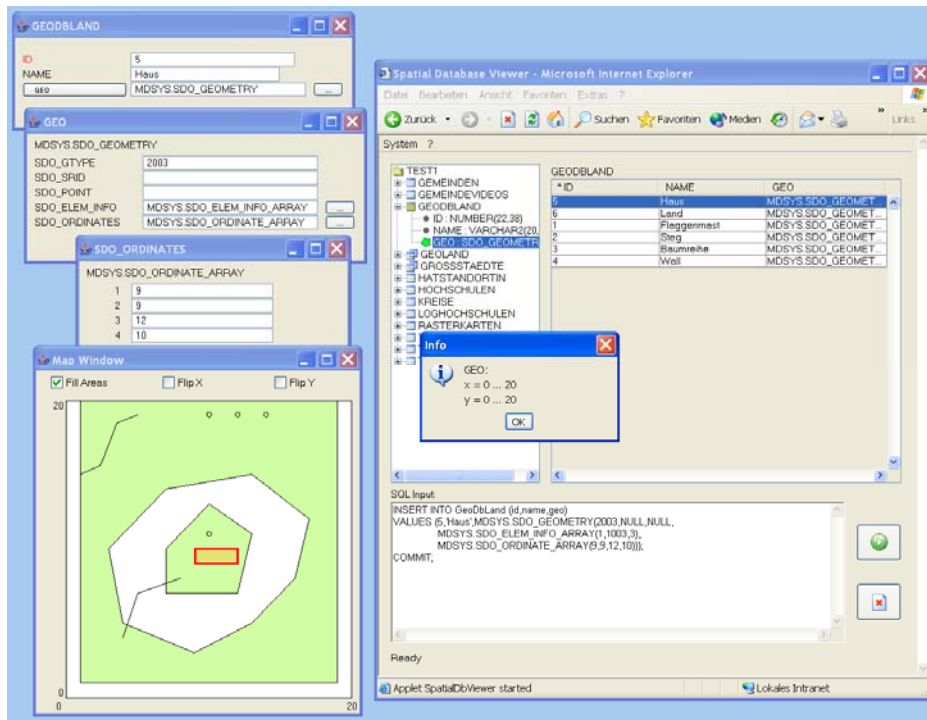 GEODBLAND
ID 5
NAME Haus
GEO MDSYS.SDO_GEOMETRY ...
GEO
MDSYS.SDO_GEOMETRY
SDO_GTYPE 2003
SDO_SRID
SDO_POINT
SDO_ELEM_INFO MDSYS.SDO_ELEM_INFO_ARRAY ...
SDO_ORDINATES MDSYS.SDO_ORDINATE_ARRAY ...
SDO_ORDINATES
MDSYS.SDO_ORDINATE_ARRAY
1 9
2 9
3 12
4 10
Map Window
Fill Areas Flip X Flip Y
20
0
0 20
Spatial Database Viewer - Microsoft Internet Explorer
Datei Bearbeiten Ansicht Favoriten Extras ?
Zurück Suchen Favoriten Medien » Links »
System ?
TEST1
GEMEINDEN
GEMEINDEVIDEOS
GEODBLAND
ID : NUMBER(22,38)
NAME : VARCHAR2(20,
GEO : SDO_GEOMETR
GEOLAND
GROSSSTAEDTE
HATSTANDORTIN
HOCHSCHULEN
KREISE
LOGHOCHSCHULEN
RASTERKARTEN
GEODBLAND
*ID NAME GEO
5 Haus MDSYS.SDO_GEOMET...
6 Land MDSYS.SDO_GEOMET...
1 Flaggenmast MDSYS.SDO_GEOMET...
2 Steg MDSYS.SDO_GEOMET...
3 Baumreihe MDSYS.SDO_GEOMET...
4 Wall MDSYS.SDO_GEOMET...
Info
GEO:
x = 0 ... 20
y = 0 ... 20
OK
SQL Input
INSERT INTO GeoDbLand (id,name,geo)
VALUES (5,'Haus',MDSYS.SDO_GEOMETRY(2003,NULL,NULL,
MDSYS.SDO_ELEM_INFO_ARRAY(1,1003,3),
MDSYS.SDO_ORDINATE_ARRAY(9,9,12,10)));
COMMIT;
Ready
Applet SpatialDbViewer started Lokales Intranet